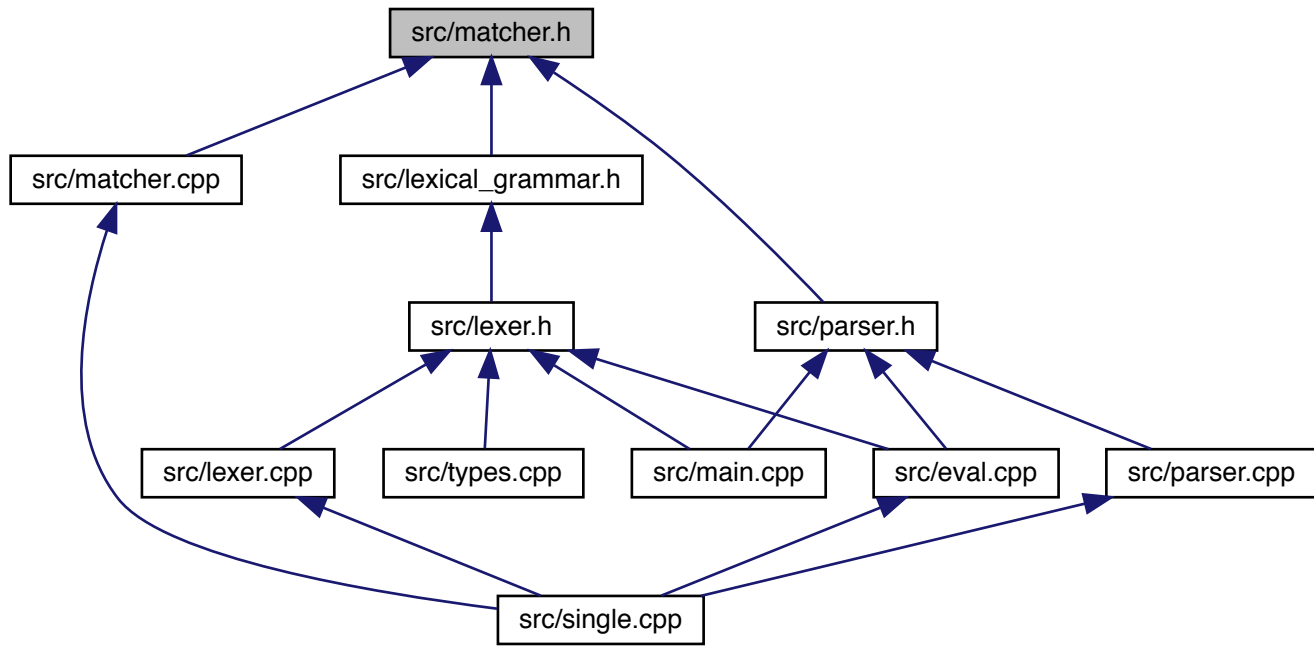 src/matcher.h
src/matcher.cpp
src/lexical_grammar.h
src/lexer.h
src/parser.h
src/lexer.cpp
src/types.cpp
src/main.cpp
src/eval.cpp
src/parser.cpp
src/single.cpp